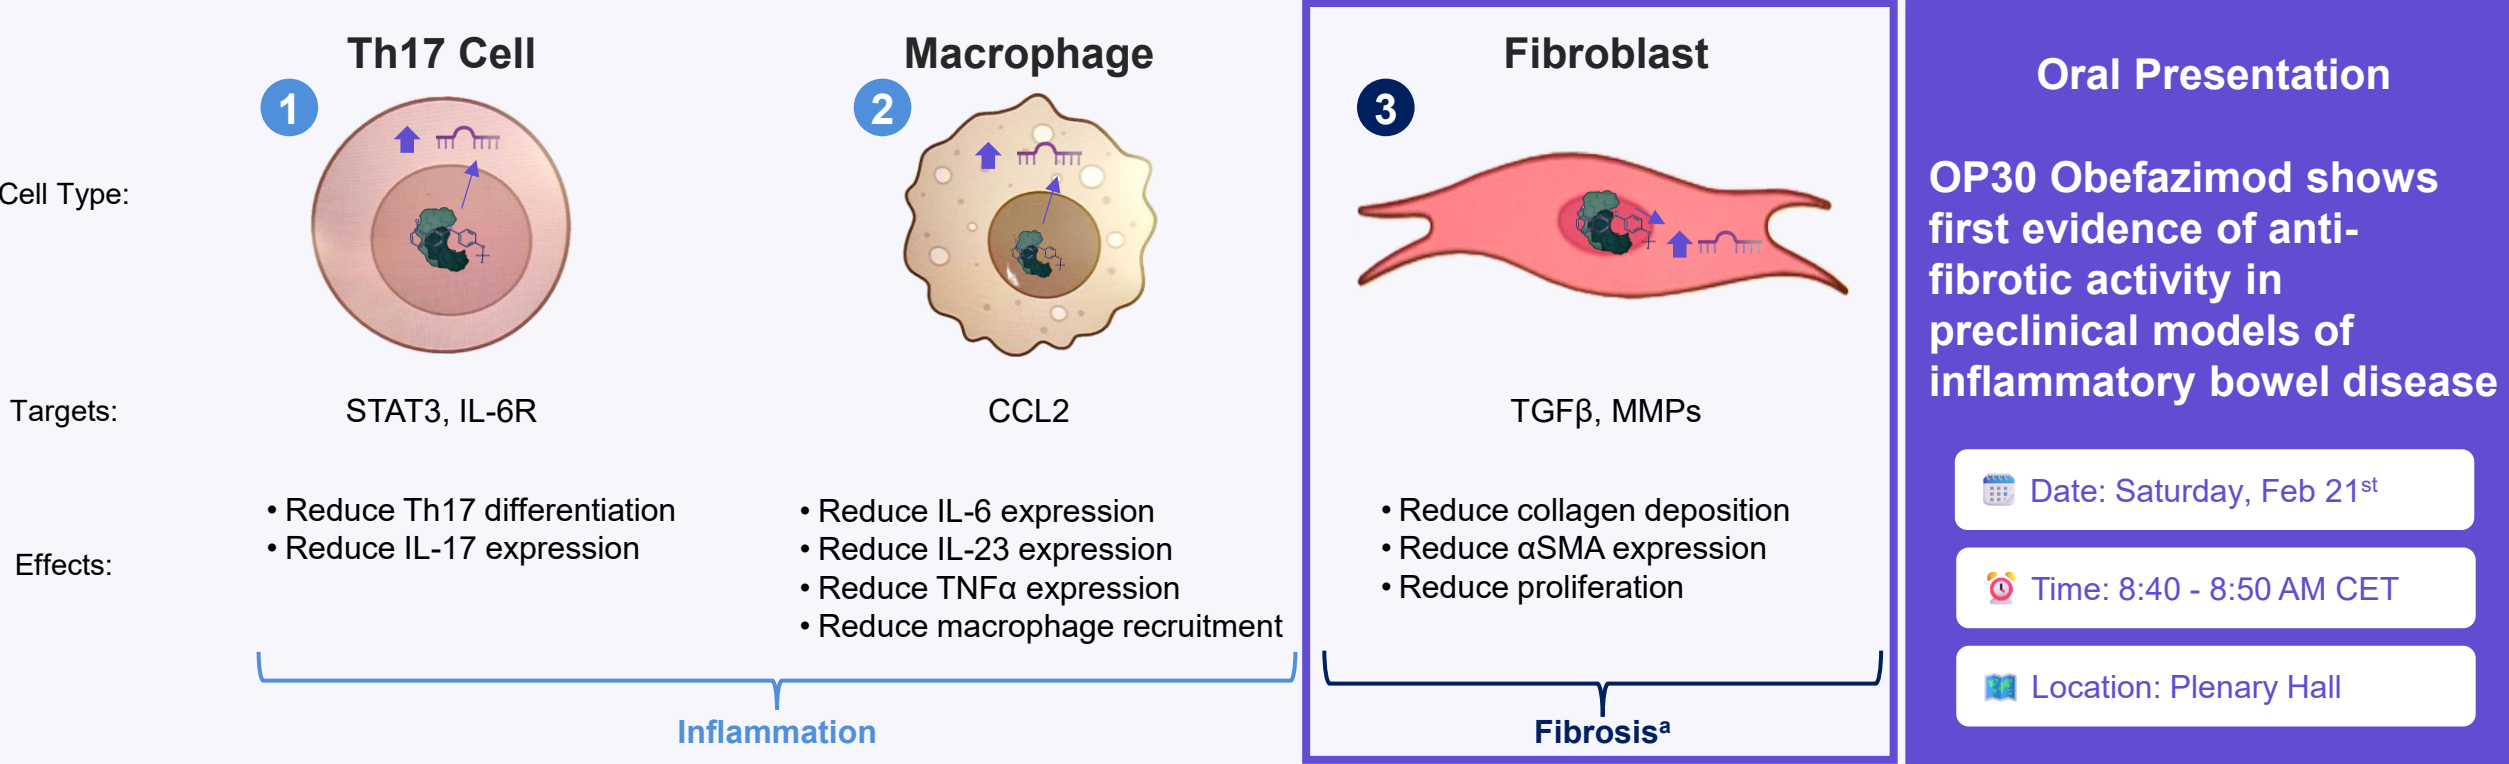 Th17 Cell
Macrophage
Fibroblast
1
2
3
Cell Type:
Targets:
STAT3, IL-6R
CCL2
TGFβ, MMPs
Effects:
• Reduce Th17 differentiation
• Reduce IL-17 expression
• Reduce IL-6 expression
• Reduce IL-23 expression
• Reduce TNFα expression
• Reduce macrophage recruitment
• Reduce collagen deposition
• Reduce αSMA expression
• Reduce proliferation
Inflammation
Fibrosisᵃ
Oral Presentation
OP30 Obefazimod shows
first evidence of anti-
fibrotic activity in
preclinical models of
inflammatory bowel disease
Date: Saturday, Feb 21st
Time: 8:40 - 8:50 AM CET
Location: Plenary Hall